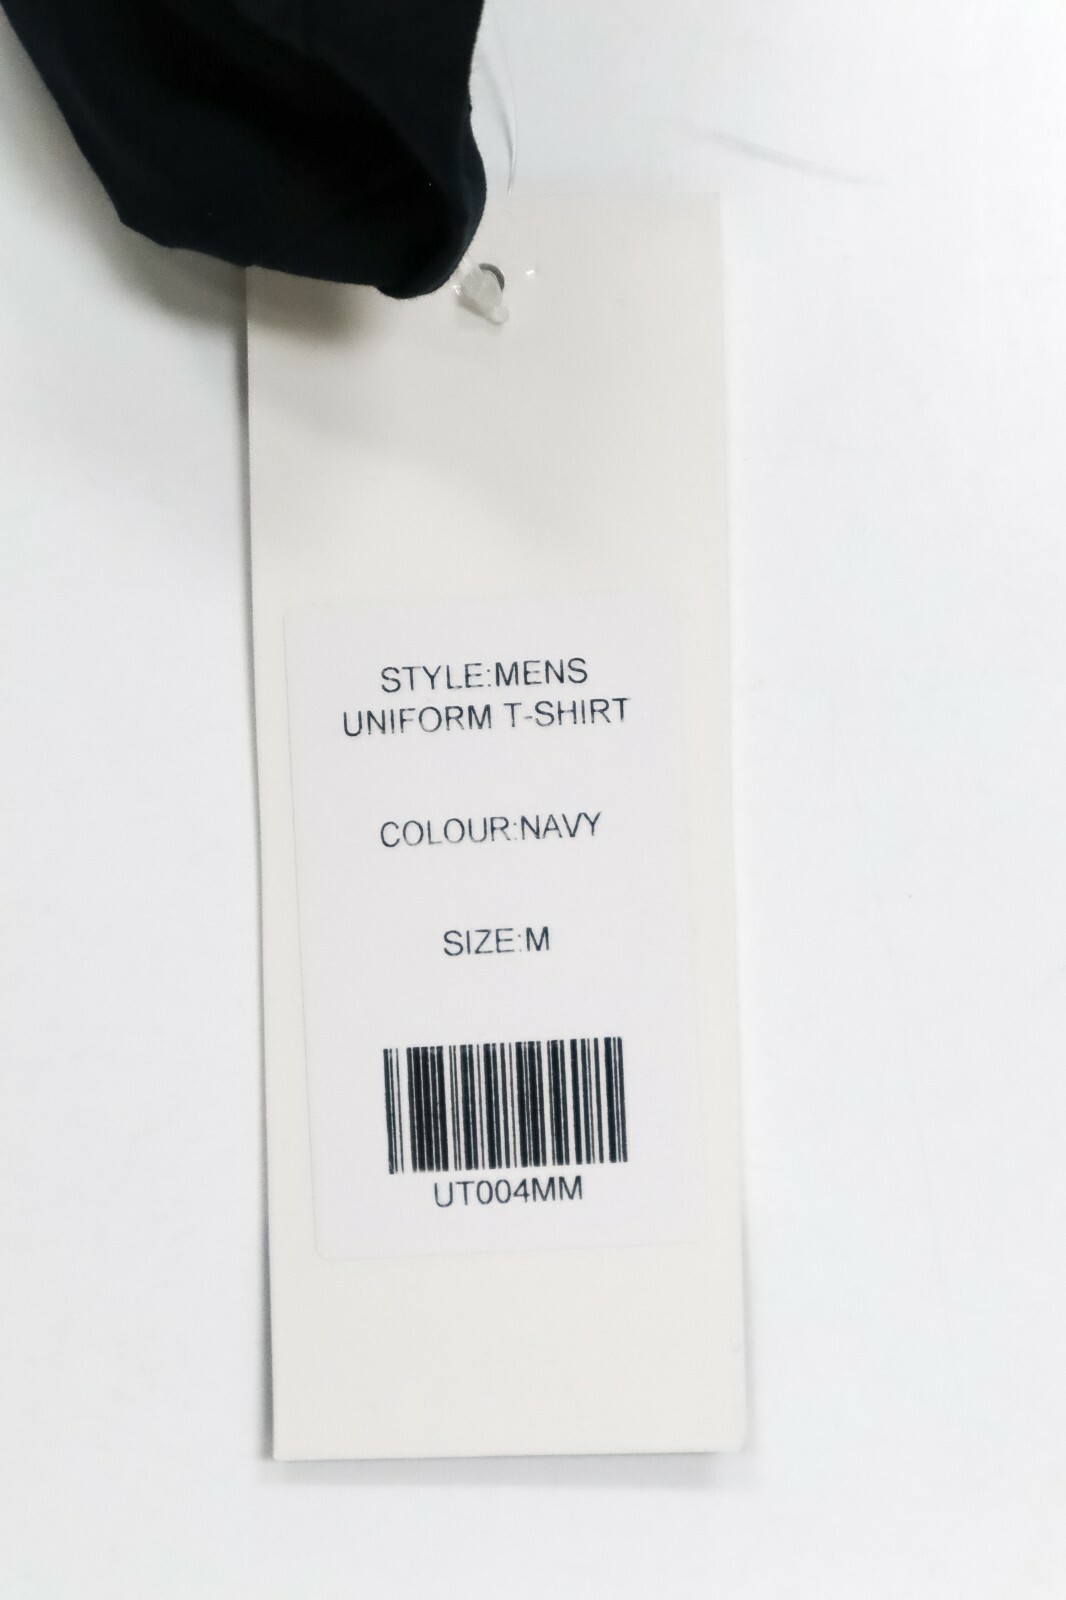 STYLE:MENS
UNIFORM T-SHIRT
COLOUR:NAVY
SIZE:M
UT004MM